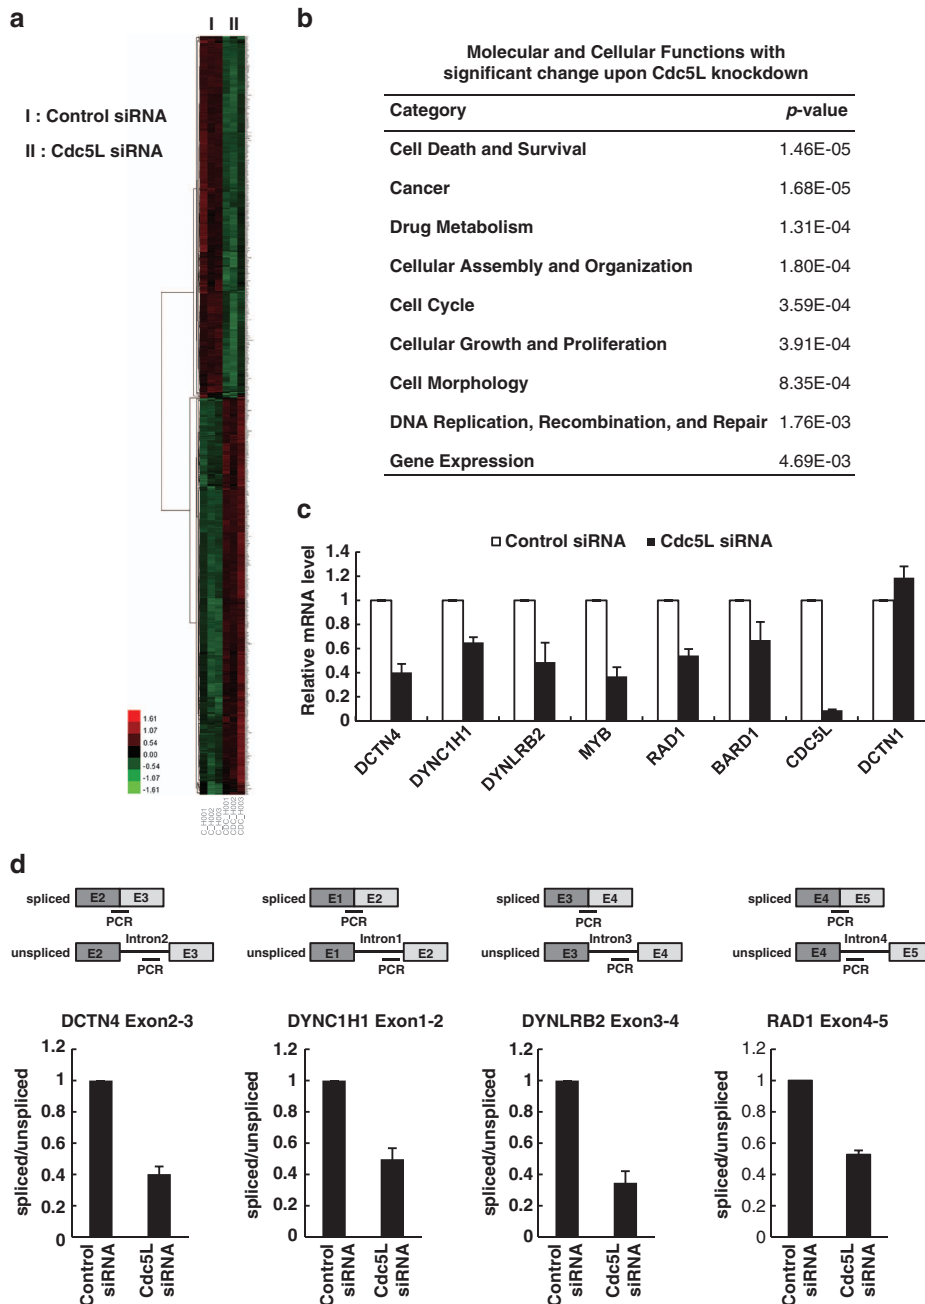 a
I II
I : Control siRNA
II : Cdc5L siRNA
1.61
1.07
0.54
0.00
-0.54
-1.07
-1.61
C_H001
C_H002
C_H003
CDC_H001
CDC_H002
CDC_H003
b
Molecular and Cellular Functions with
significant change upon Cdc5L knockdown
Category p-value
Cell Death and Survival 1.46E-05
Cancer 1.68E-05
Drug Metabolism 1.31E-04
Cellular Assembly and Organization 1.80E-04
Cell Cycle 3.59E-04
Cellular Growth and Proliferation 3.91E-04
Cell Morphology 8.35E-04
DNA Replication, Recombination, and Repair 1.76E-03
Gene Expression 4.69E-03
c
Control siRNA Cdc5L siRNA
Relative mRNA level
1.4
1.2
1
0.8
0.6
0.4
0.2
0
DCTN4
DYNC1H1
DYNLRB2
MYB
RAD1
BARD1
CDC5L
DCTN1
d
spliced E2 E3
PCR
unspliced E2 Intron2 E3
PCR
spliced E1 E2
PCR
unspliced E1 Intron1 E2
PCR
spliced E3 E4
PCR
unspliced E3 Intron3 E4
PCR
spliced E4 E5
PCR
unspliced E4 Intron4 E5
PCR
DCTN4 Exon2-3
spliced/unspliced
1.2
1
0.8
0.6
0.4
0.2
0
Control
siRNA
Cdc5L
siRNA
DYNC1H1 Exon1-2
spliced/unspliced
1.2
1
0.8
0.6
0.4
0.2
0
Control
siRNA
Cdc5L
siRNA
DYNLRB2 Exon3-4
spliced/unspliced
1.2
1
0.8
0.6
0.4
0.2
0
Control
siRNA
Cdc5L
siRNA
RAD1 Exon4-5
spliced/unspliced
1.2
1
0.8
0.6
0.4
0.2
0
Control
siRNA
Cdc5L
siRNA